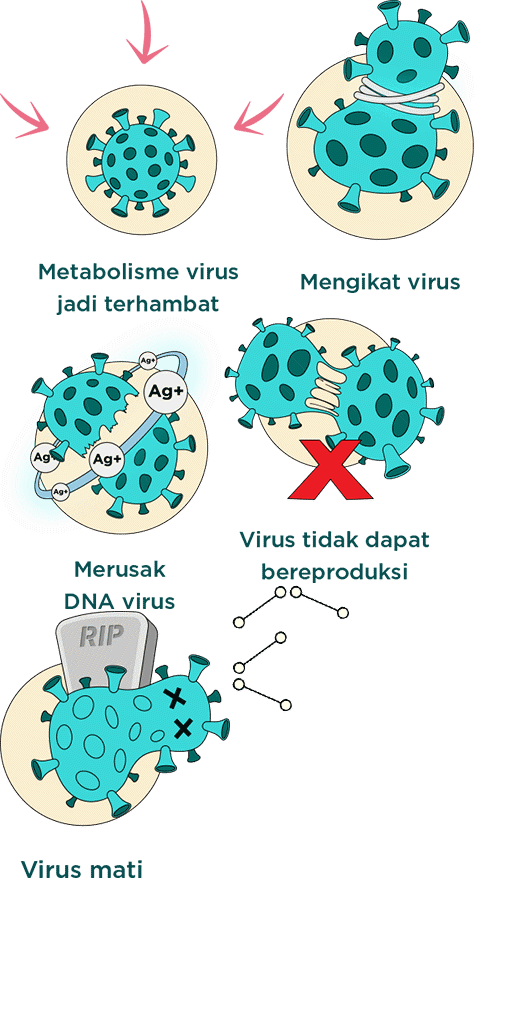 Metabolisme virus
jadi terhambat
Mengikat virus
Ag+
Ag+
Ag+
Ag+
Ag+
Merusak
DNA virus
Virus tidak dapat
bereproduksi
RIP
Virus mati